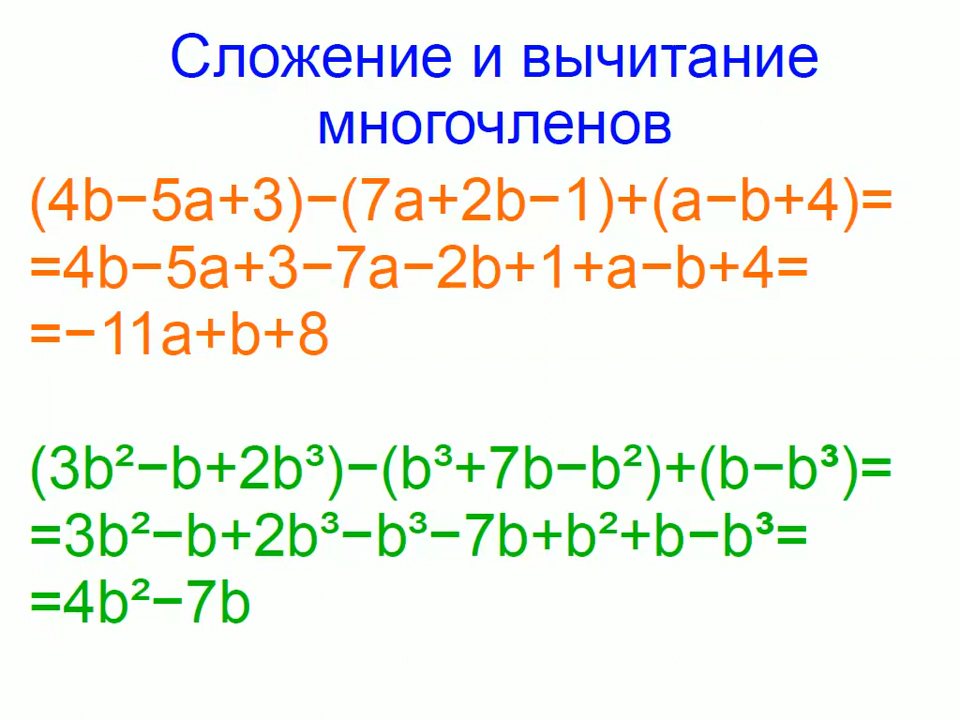 Сложение и вычитание
многочленов
(4b−5a+3)−(7a+2b−1)+(a−b+4)=
=4b−5a+3−7a−2b+1+a−b+4=
=−11a+b+8
(3b²−b+2b³)−(b³+7b−b²)+(b−b³)=
=3b²−b+2b³−b³−7b+b²+b−b³=
=4b²−7b